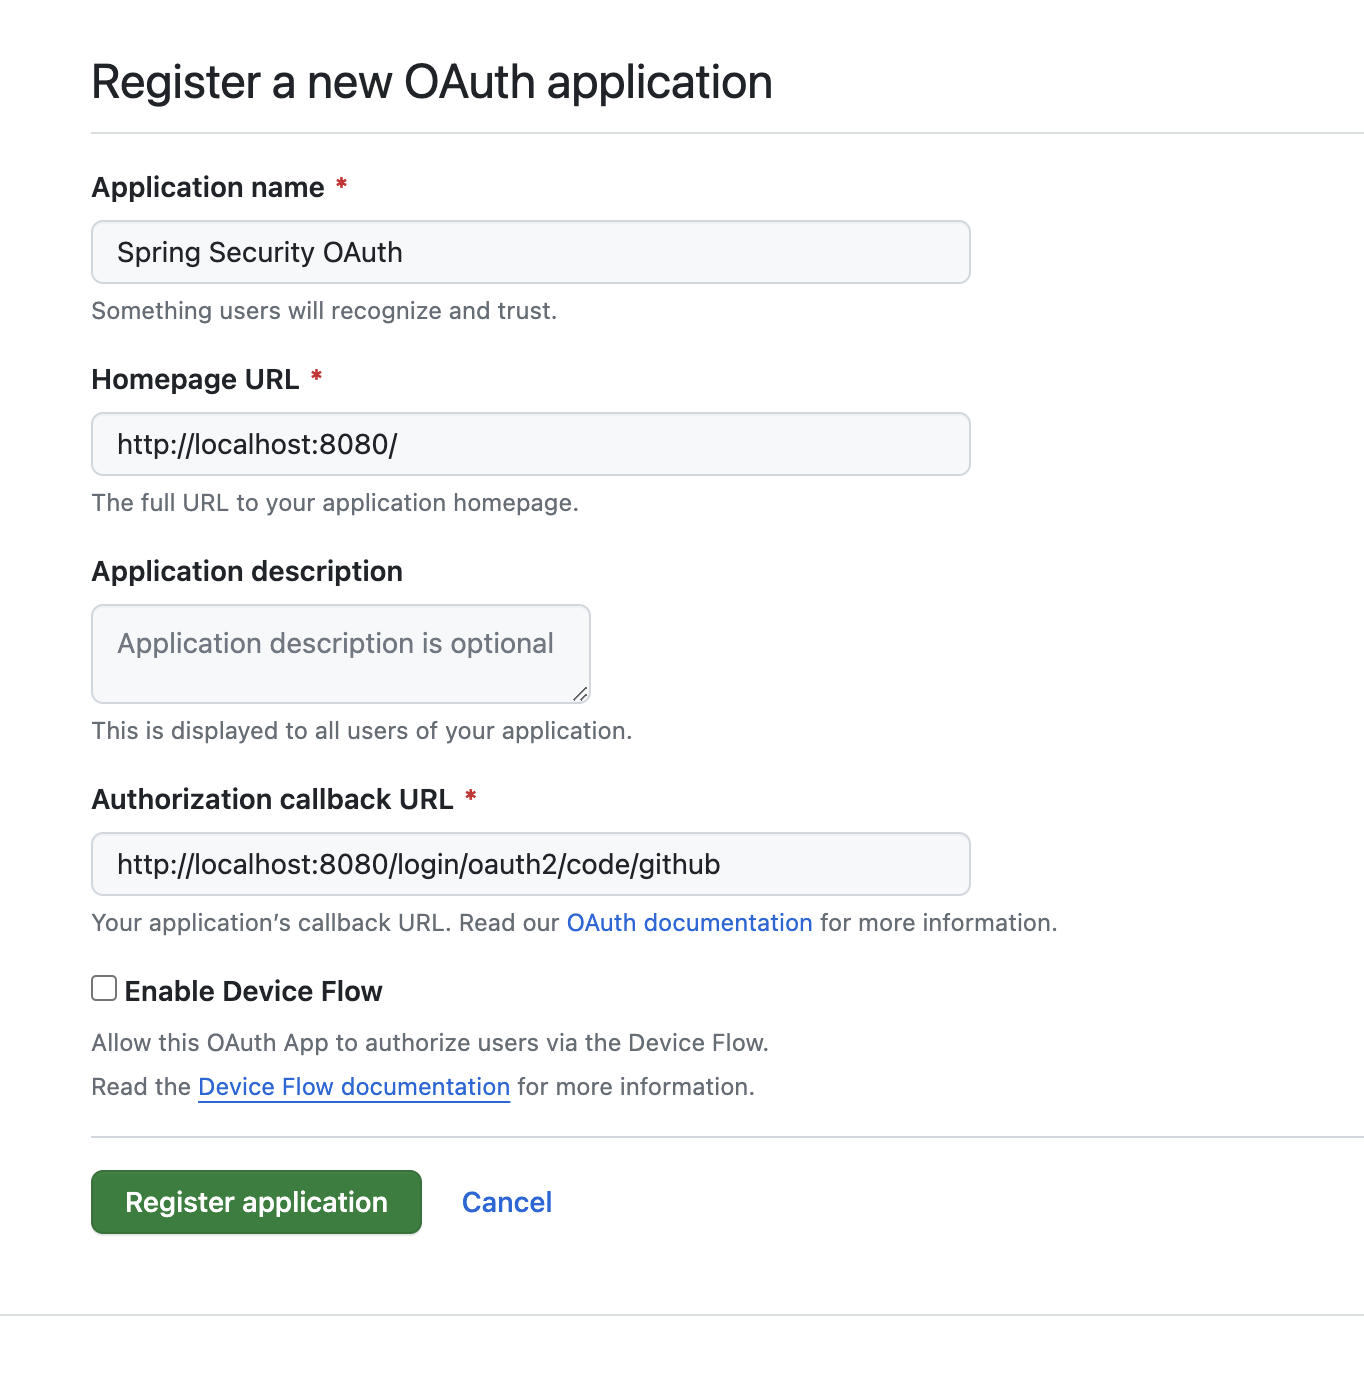 Register a new OAuth application
Application name *
Spring Security OAuth
Something users will recognize and trust.
Homepage URL *
http://localhost:8080/
The full URL to your application homepage.
Application description
Application description is optional
This is displayed to all users of your application.
Authorization callback URL *
http://localhost:8080/login/oauth2/code/github
Your application’s callback URL. Read our OAuth documentation for more information.
Enable Device Flow
Allow this OAuth App to authorize users via the Device Flow.
Read the Device Flow documentation for more information.
Register application Cancel